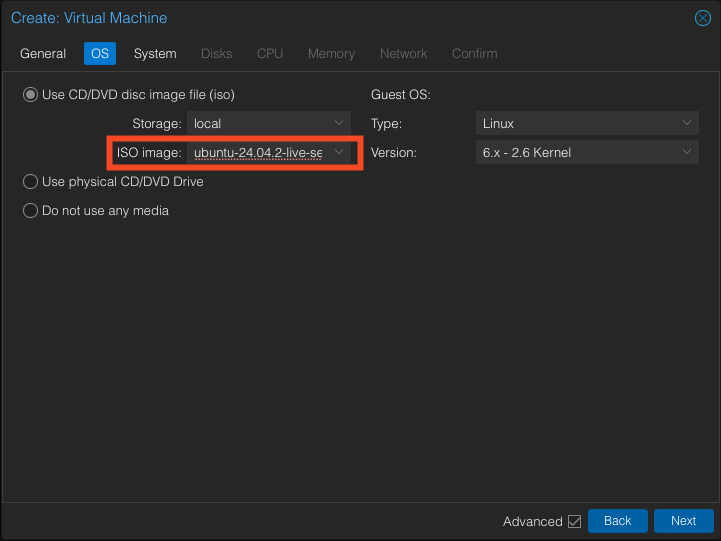 Create: Virtual Machine
General OS System Disks CPU Memory Network Confirm
Use CD/DVD disc image file (iso) Guest OS:
Storage: local Type: Linux
ISO image: ubuntu-24.04.2-live-se Version: 6.x - 2.6 Kernel
Use physical CD/DVD Drive
Do not use any media
Advanced Back Next